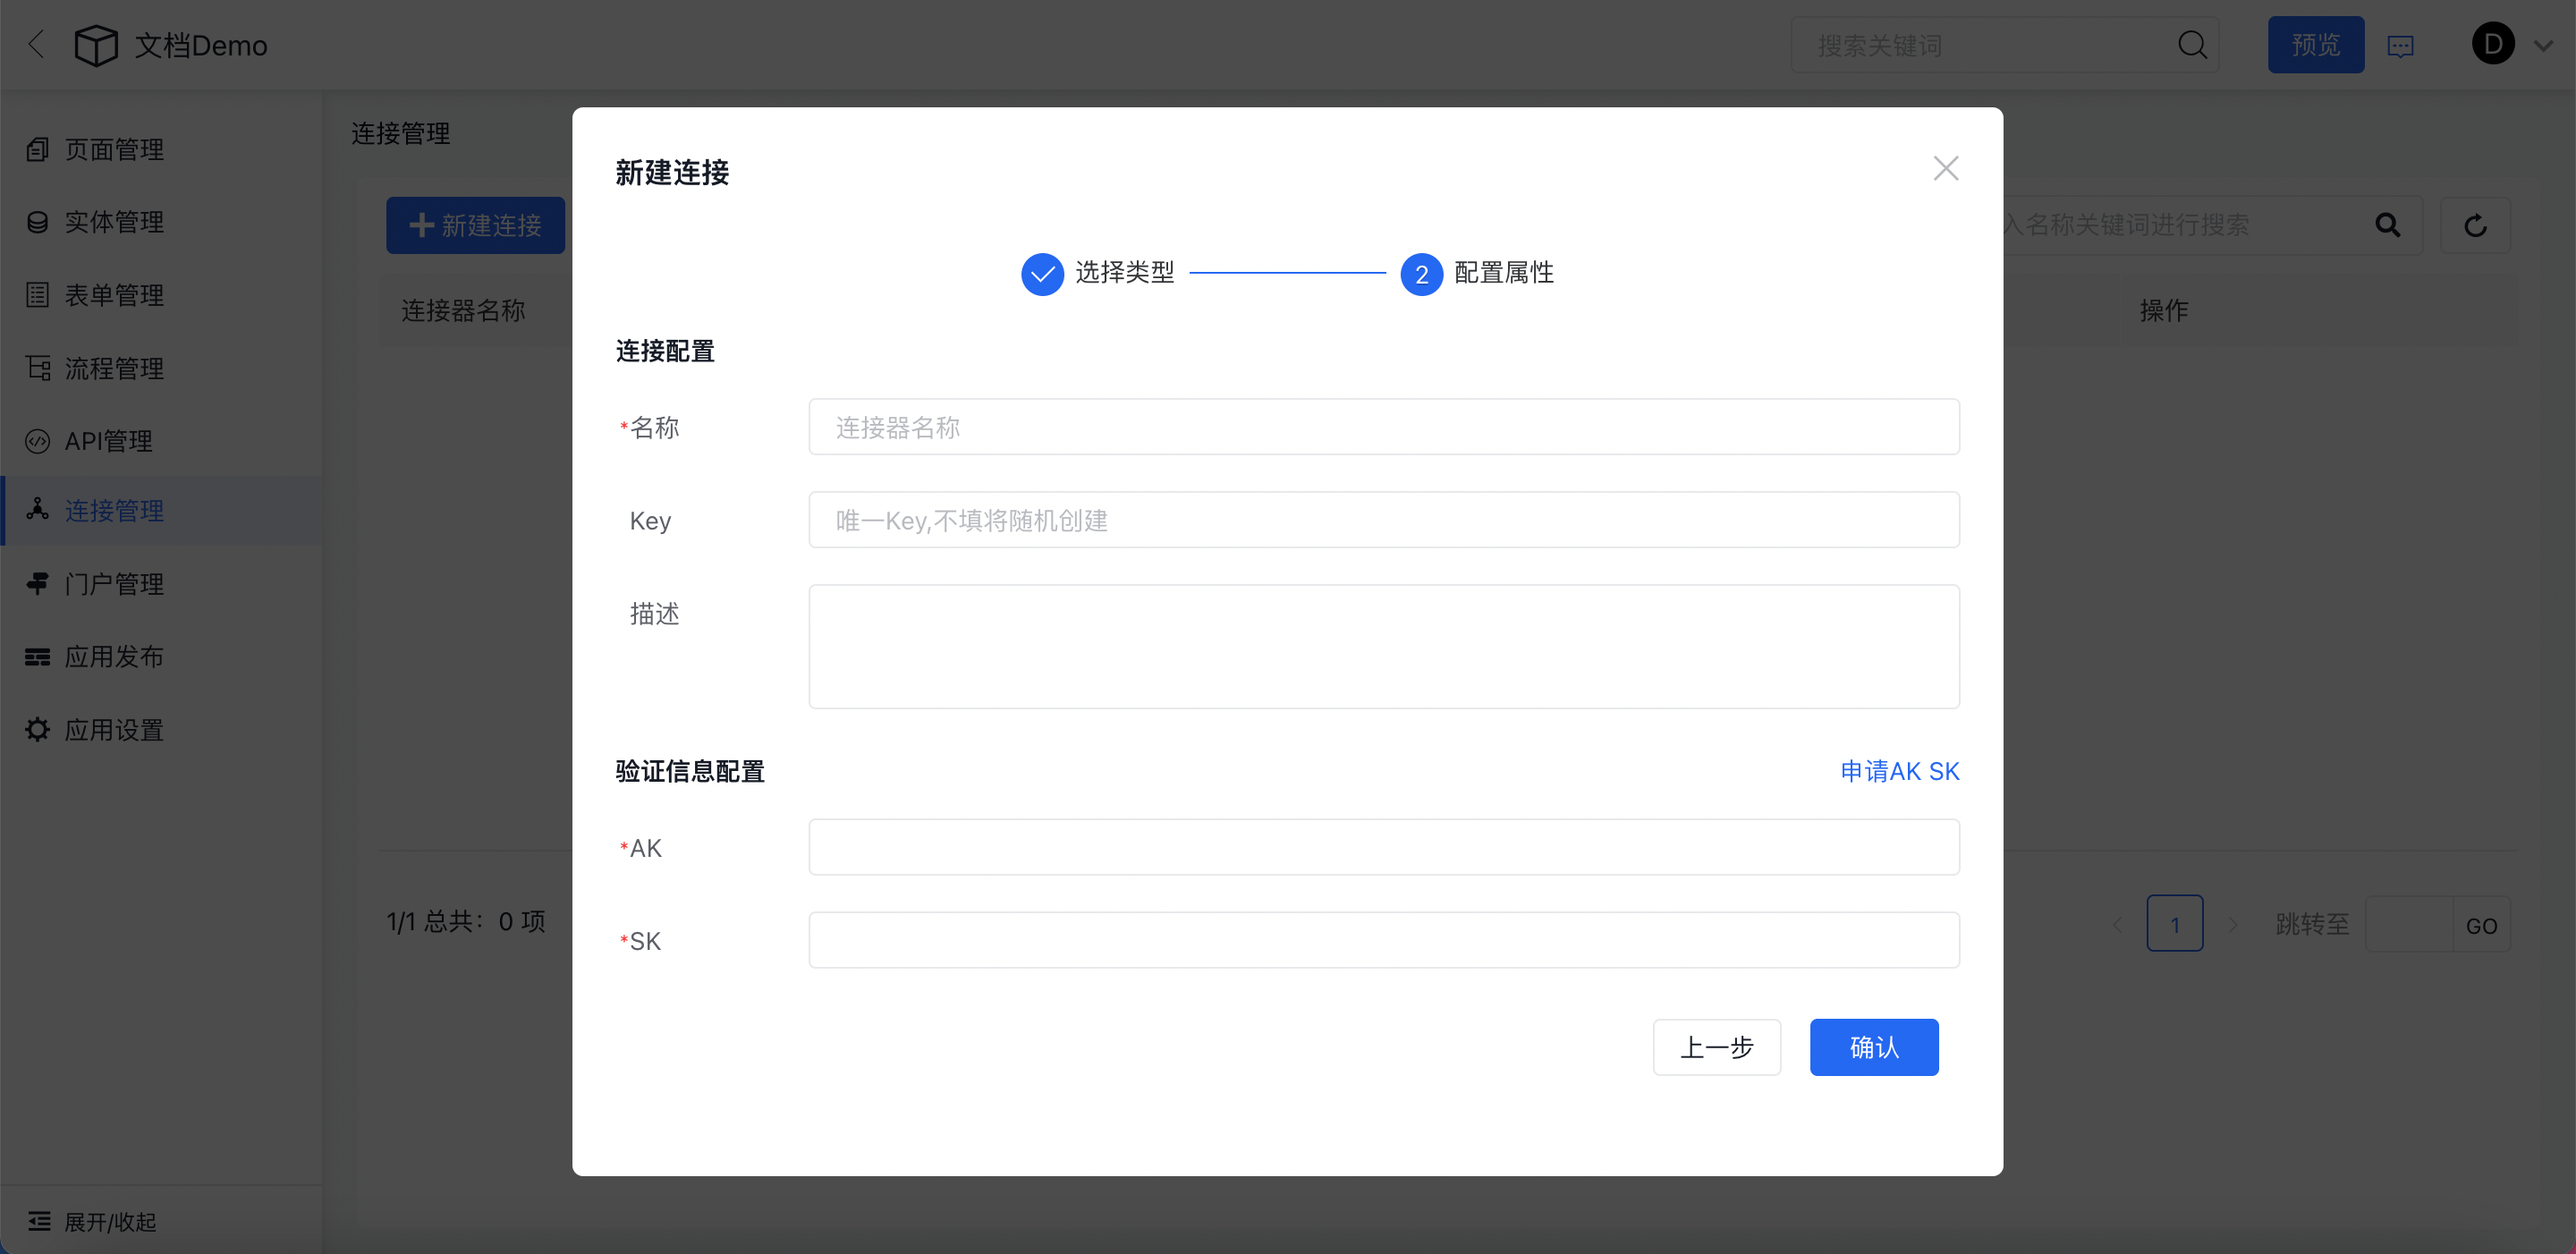 文档Demo
搜索关键词
预览
D
页面管理
实体管理
表单管理
流程管理
API管理
连接管理
门户管理
应用发布
应用设置
展开/收起
连接管理
新建连接
入名称关键词进行搜索
连接器名称
操作
1/1 总共：0 项
1
跳转至
GO
新建连接
选择类型
2 配置属性
连接配置
*名称
连接器名称
Key
唯一Key,不填将随机创建
描述
验证信息配置
申请AK SK
*AK
*SK
上一步
确认